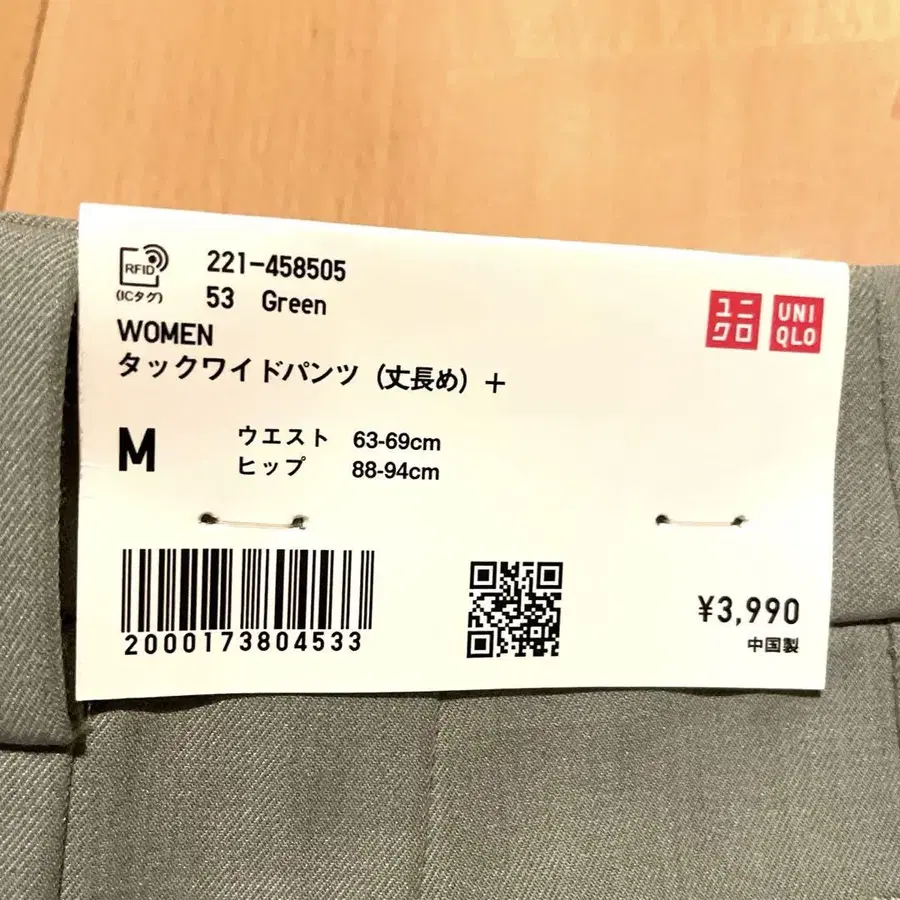 RFID
(ICタグ)
221-458505
53 Green
WOMEN
タックワイドパンツ（丈長め）＋
ユニ
クロ
UNI
QLO
M
ウエスト 63-69cm
ヒップ 88-94cm
2000173804533
¥3,990
中国製